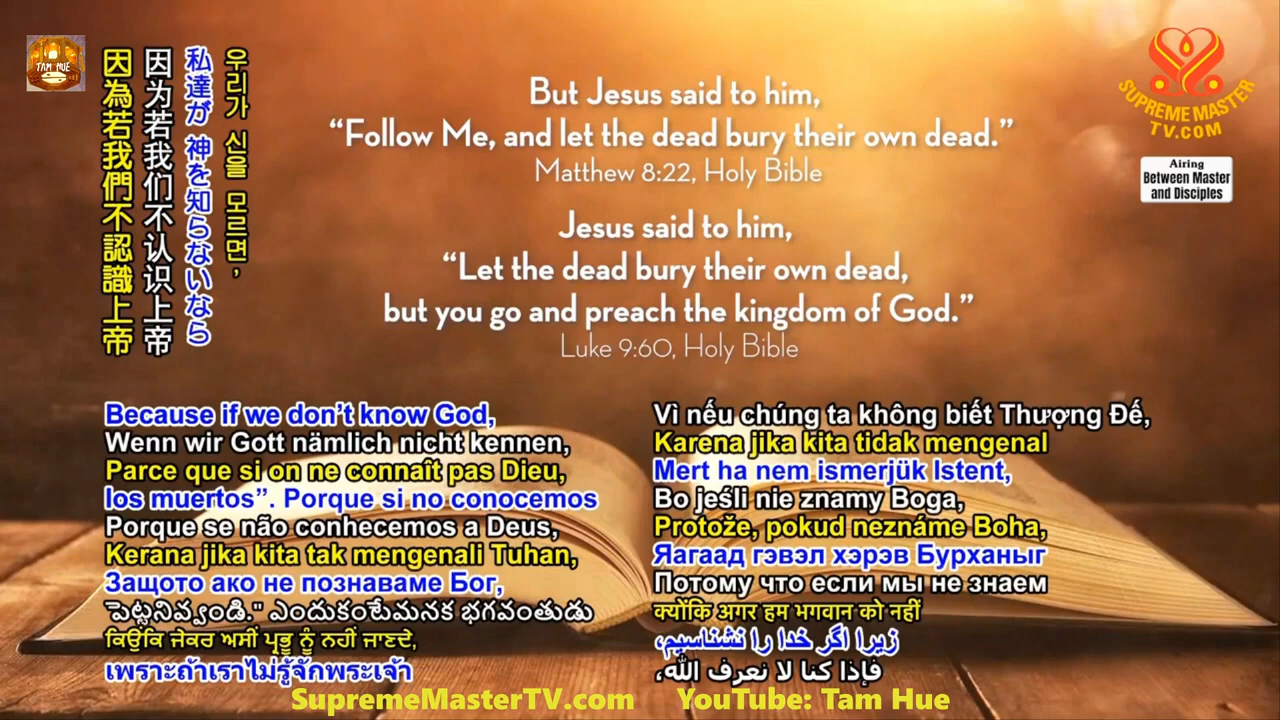 TAM HUE
因為若我們不認識上帝
因为若我们不认识上帝
私達が 神を知らないなら
우리가 신을 모르면,
But Jesus said to him,
“Follow Me, and let the dead bury their own dead.”
Matthew 8:22, Holy Bible
Jesus said to him,
“Let the dead bury their own dead,
but you go and preach the kingdom of God.”
Luke 9:60, Holy Bible
SUPREME MASTER
TV.COM
Airing
Between Master
and Disciples
Because if we don’t know God,
Wenn wir Gott nämlich nicht kennen,
Parce que si on ne connaît pas Dieu,
los muertos”. Porque si no conocemos
Porque se não conhecemos a Deus,
Kerana jika kita tak mengenali Tuhan,
Защото ако не познаваме Бог,
పెట్టనివ్వండి." ఎందుకంటేమనక భగవంతుడు
ਕਿਉਂਕਿ ਜੇਕਰ ਅਸੀਂ ਪ੍ਰਭੂ ਨੂੰ ਨਹੀਂ ਜਾਣਦੇ,
เพราะถ้าเราไม่รู้จักพระเจ้า
Vì nếu chúng ta không biết Thượng Đế,
Karena jika kita tidak mengenal
Mert ha nem ismerjük Istent,
Bo jeśli nie znamy Boga,
Protože, pokud neznáme Boha,
Яагаад гэвэл хэрэв Бурханыг
Потому что если мы не знаем
क्योंकि अगर हम भगवान को नहीं
زیرا اگر خدا را نشناسیم،
فإذا كنا لا نعرف الله،
SupremeMasterTV.com YouTube: Tam Hue